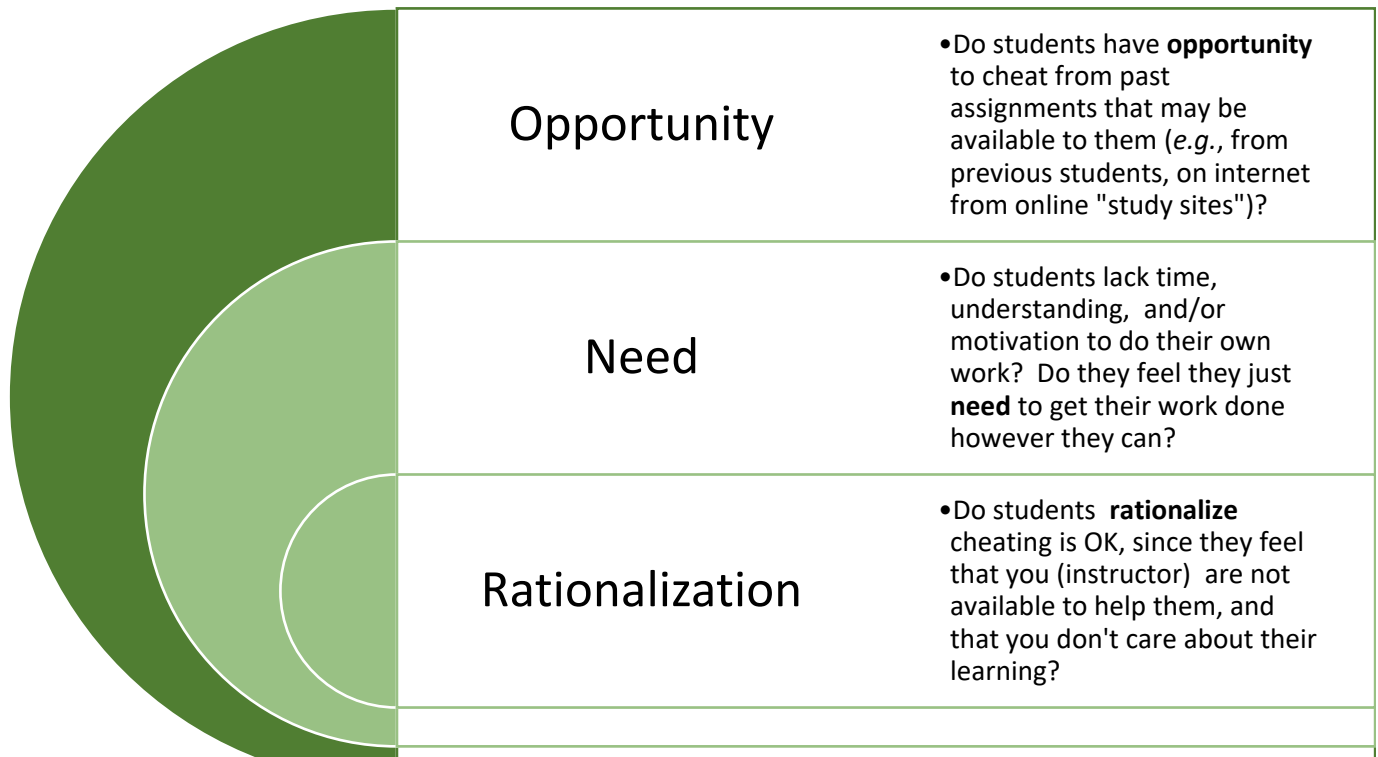 Opportunity
•Do students have opportunity
to cheat from past
assignments that may be
available to them (e.g., from
previous students, on internet
from online "study sites")?
Need
•Do students lack time,
understanding,  and/or
motivation to do their own
work?  Do they feel they just
need to get their work done
however they can?
Rationalization
•Do students  rationalize
cheating is OK, since they feel
that you (instructor)  are not
available to help them, and
that you don't care about their
learning?